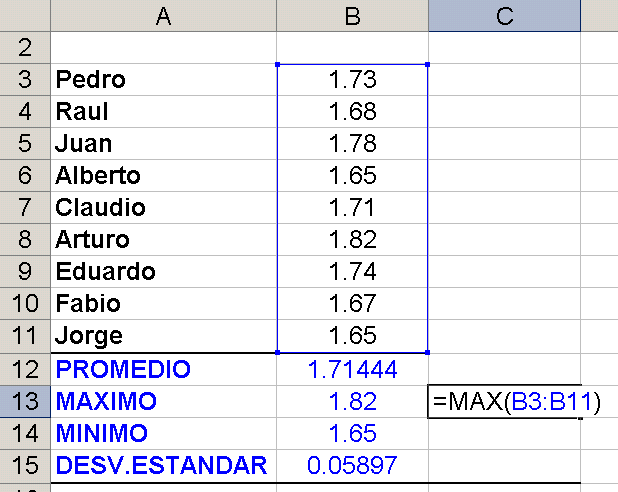 A B C
2
3 Pedro 1.73
4 Raul 1.68
5 Juan 1.78
6 Alberto 1.65
7 Claudio 1.71
8 Arturo 1.82
9 Eduardo 1.74
10 Fabio 1.67
11 Jorge 1.65
12 PROMEDIO 1.71444
13 MAXIMO 1.82 =MAX(B3:B11)
14 MINIMO 1.65
15 DESV.ESTANDAR 0.05897